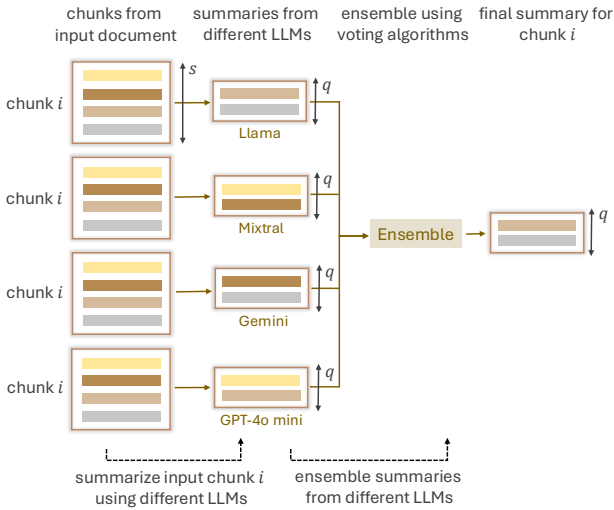 chunks from
input document
summaries from
different LLMs
ensemble using
voting algorithms
final summary for
chunk i
s
q
chunk i
Llama
q
chunk i
Mixtral
Ensemble
q
q
chunk i
Gemini
q
chunk i
GPT-4o mini
summarize input chunk i
using different LLMs
ensemble summaries
from different LLMs